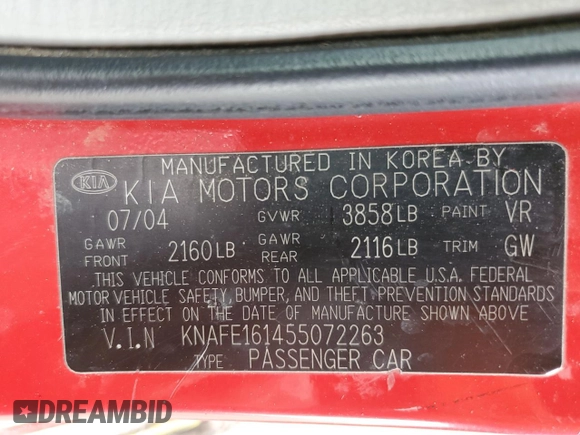 MANUFACTURED IN KOREA BY
KIA KIA MOTORS CORPORATION
07/04 GVWR 3858LB PAINT VR
GAWR FRONT 2160LB GAWR REAR 2116LB TRIM GW
THIS VEHICLE CONFORMS TO ALL APPLICABLE U.S.A. FEDERAL
MOTOR VEHICLE SAFETY, BUMPER, AND THEFT PREVENTION STANDARDS
IN EFFECT ON THE DATE OF MANUFACTURE SHOWN ABOVE
V.I.N KNAFE161455072263
TYPE PASSENGER CAR
DREAMBID